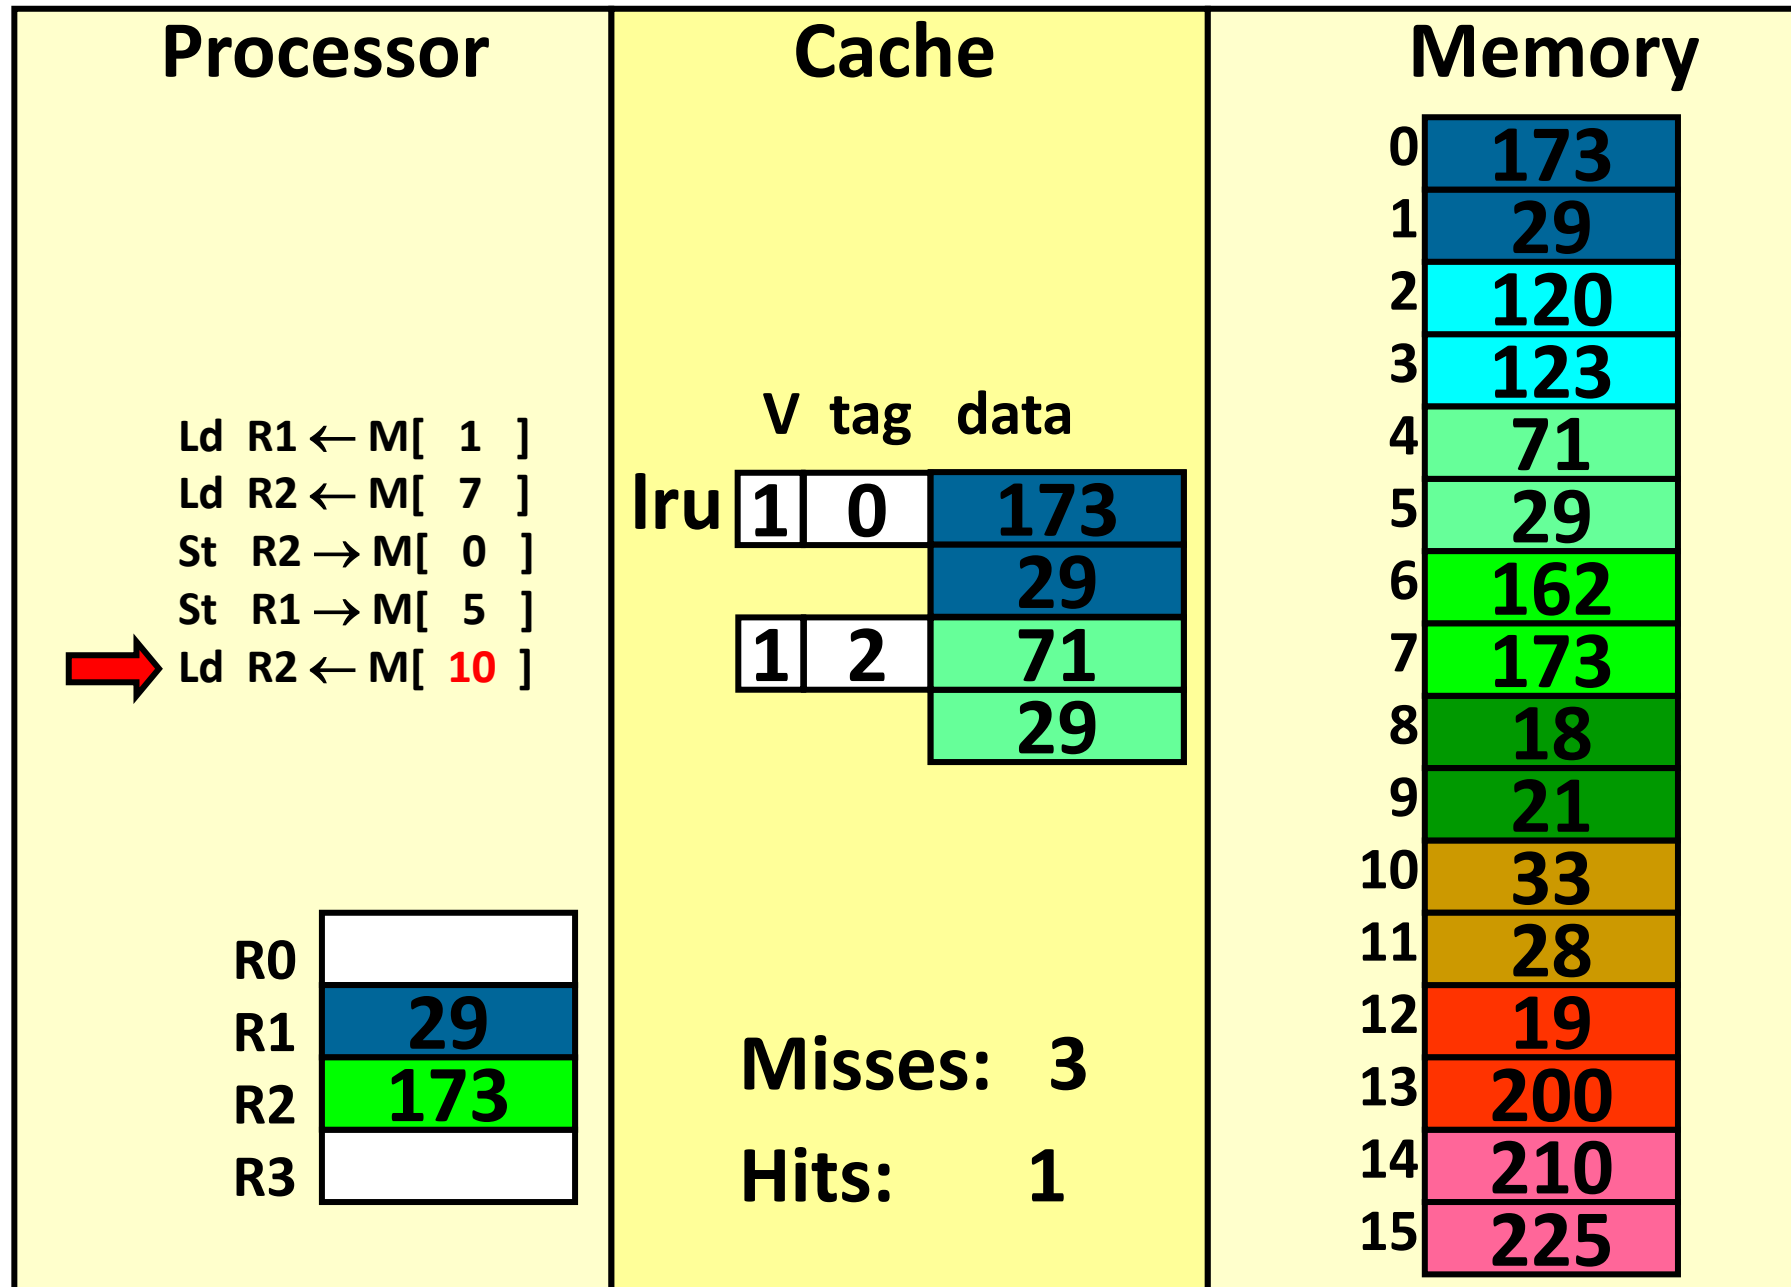 Processor
Ld R1 ← M[ 1 ]
Ld R2 ← M[ 7 ]
St R2 → M[ 0 ]
St R1 → M[ 5 ]
Ld R2 ← M[ 10 ]
R0
R1 29
R2 173
R3
Cache
V tag data
lru 1 0 173
29
1 2 71
29
Misses: 3
Hits: 1
Memory
0 173
1 29
2 120
3 123
4 71
5 29
6 162
7 173
8 18
9 21
10 33
11 28
12 19
13 200
14 210
15 225